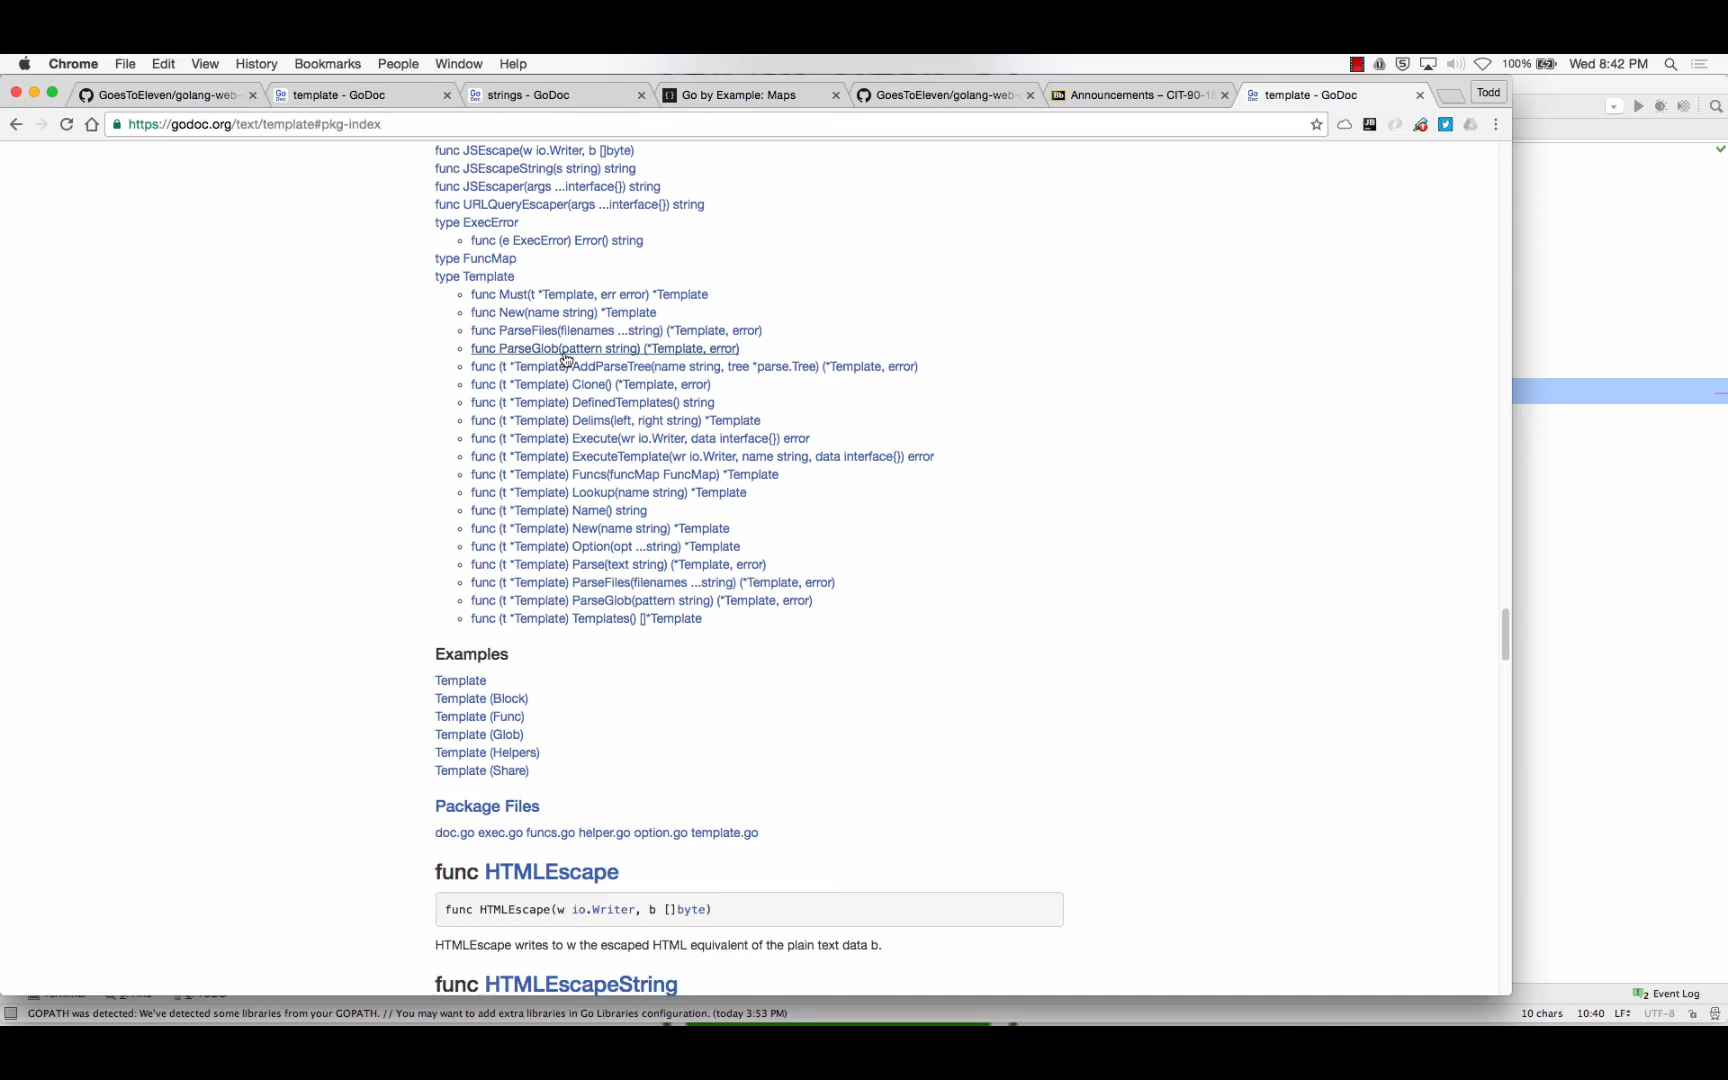 Chrome File Edit View History Bookmarks People Window Help 100% Wed 8:42 PM
GoesToEleven/golang-web- template - GoDoc strings - GoDoc Go by Example: Maps GoesToEleven/golang-web- Announcements – CIT-90-18 template - GoDoc Todd
https://godoc.org/text/template#pkg-index
func JSEscape(w io.Writer, b []byte)
func JSEscapeString(s string) string
func JSEscaper(args ...interface{}) string
func URLQueryEscaper(args ...interface{}) string
type ExecError
func (e ExecError) Error() string
type FuncMap
type Template
func Must(t *Template, err error) *Template
func New(name string) *Template
func ParseFiles(filenames ...string) (*Template, error)
func ParseGlob(pattern string) (*Template, error)
func (t *Template) AddParseTree(name string, tree *parse.Tree) (*Template, error)
func (t *Template) Clone() (*Template, error)
func (t *Template) DefinedTemplates() string
func (t *Template) Delims(left, right string) *Template
func (t *Template) Execute(wr io.Writer, data interface{}) error
func (t *Template) ExecuteTemplate(wr io.Writer, name string, data interface{}) error
func (t *Template) Funcs(funcMap FuncMap) *Template
func (t *Template) Lookup(name string) *Template
func (t *Template) Name() string
func (t *Template) New(name string) *Template
func (t *Template) Option(opt ...string) *Template
func (t *Template) Parse(text string) (*Template, error)
func (t *Template) ParseFiles(filenames ...string) (*Template, error)
func (t *Template) ParseGlob(pattern string) (*Template, error)
func (t *Template) Templates() []*Template
Examples
Template
Template (Block)
Template (Func)
Template (Glob)
Template (Helpers)
Template (Share)
Package Files
doc.go exec.go funcs.go helper.go option.go template.go
func HTMLEscape
func HTMLEscape(w io.Writer, b []byte)
HTMLEscape writes to w the escaped HTML equivalent of the plain text data b.
func HTMLEscapeString
2 Event Log
GOPATH was detected: We've detected some libraries from your GOPATH. // You may want to add extra libraries in Go Libraries configuration. (today 3:53 PM) 10 chars 10:40 LF÷ UTF-8